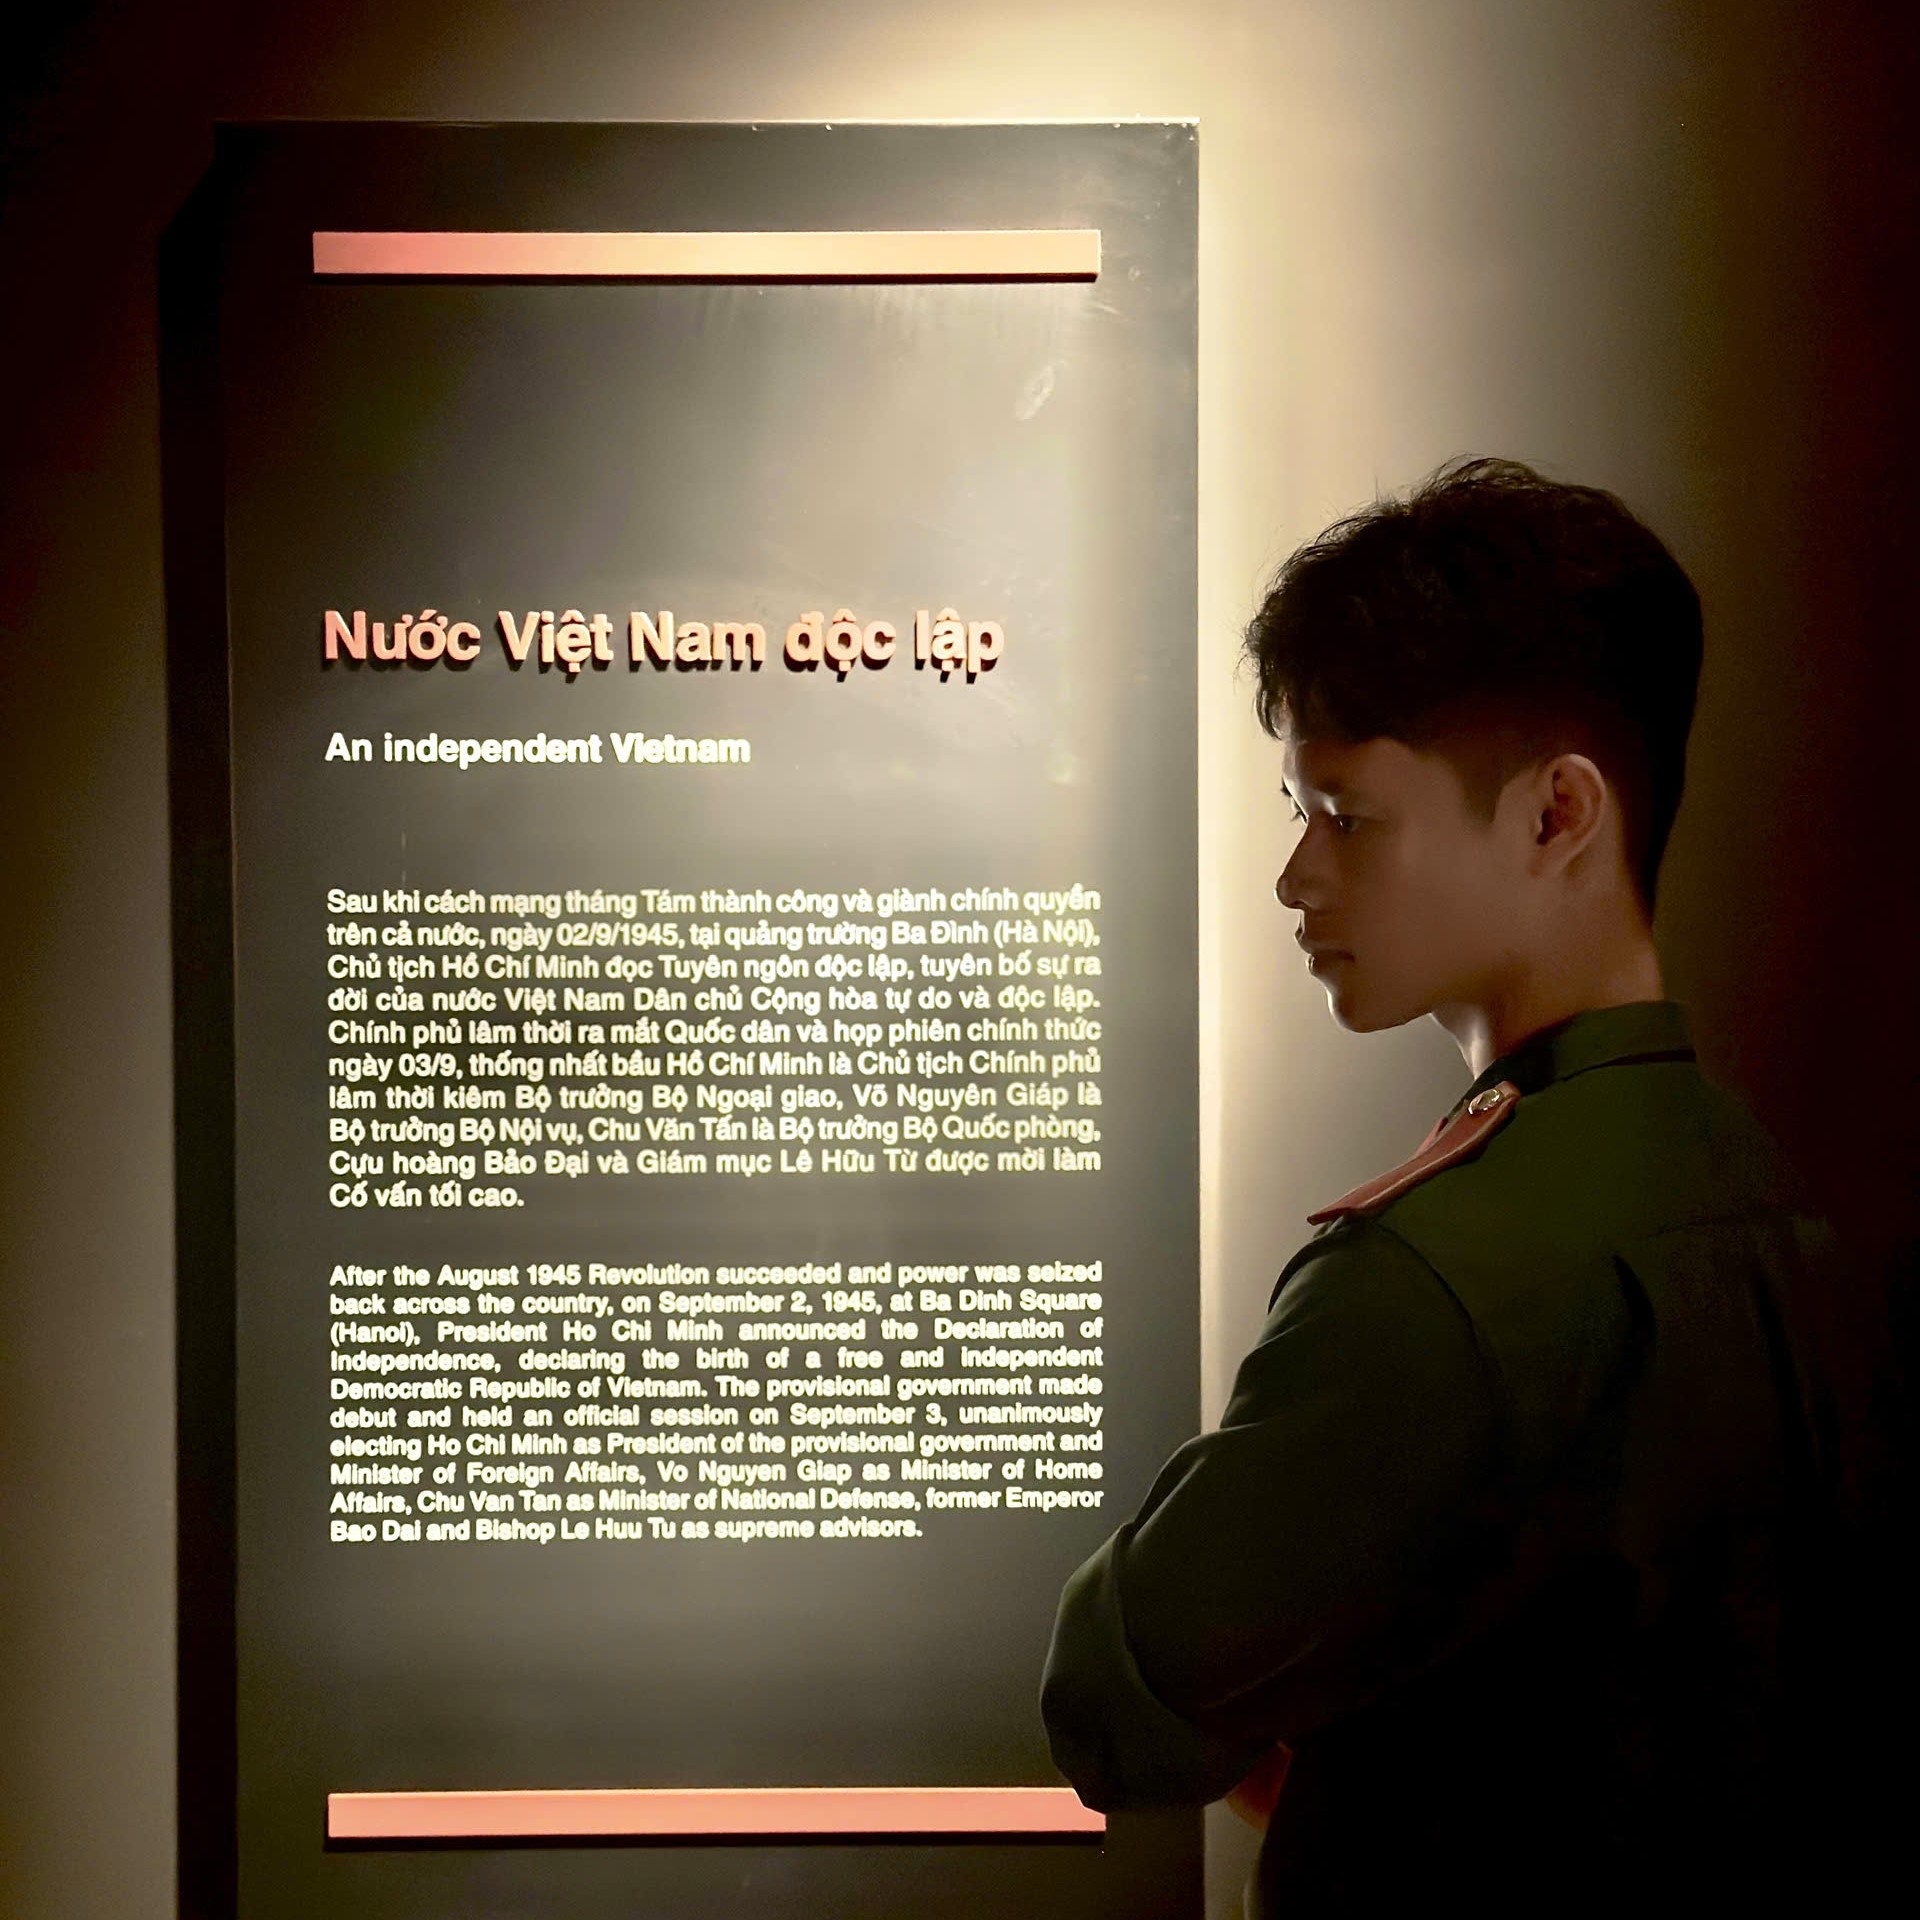 Nước Việt Nam độc lập
An independent Vietnam
Sau khi cách mạng tháng Tám thành công và giành chính quyền
trên cả nước, ngày 02/9/1945, tại quảng trường Ba Đình (Hà Nội),
Chủ tịch Hồ Chí Minh đọc Tuyên ngôn độc lập, tuyên bố sự ra
đời của nước Việt Nam Dân chủ Cộng hòa tự do và độc lập.
Chính phủ lâm thời ra mắt Quốc dân và họp phiên chính thức
ngày 03/9, thống nhất bầu Hồ Chí Minh là Chủ tịch Chính phủ
lâm thời kiêm Bộ trưởng Bộ Ngoại giao, Võ Nguyên Giáp là
Bộ trưởng Bộ Nội vụ, Chu Văn Tấn là Bộ trưởng Bộ Quốc phòng,
Cựu hoàng Bảo Đại và Giám mục Lê Hữu Từ được mời làm
Cố vấn tối cao.
After the August 1945 Revolution succeeded and power was seized
back across the country, on September 2, 1945, at Ba Dinh Square
(Hanoi), President Ho Chi Minh announced the Declaration of
Independence, declaring the birth of a free and independent
Democratic Republic of Vietnam. The provisional government made
debut and held an official session on September 3, unanimously
electing Ho Chi Minh as President of the provisional government and
Minister of Foreign Affairs, Vo Nguyen Giap as Minister of Home
Affairs, Chu Van Tan as Minister of National Defense, former Emperor
Bao Dai and Bishop Le Huu Tu as supreme advisors.